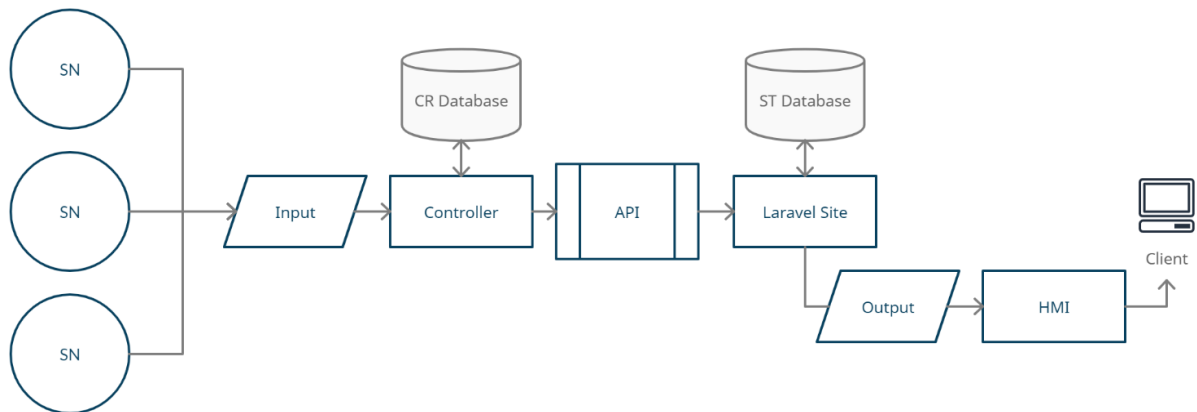 SN
CR Database
ST Database
SN
Input
Controller
API
Laravel Site
Client
Output
HMI
SN